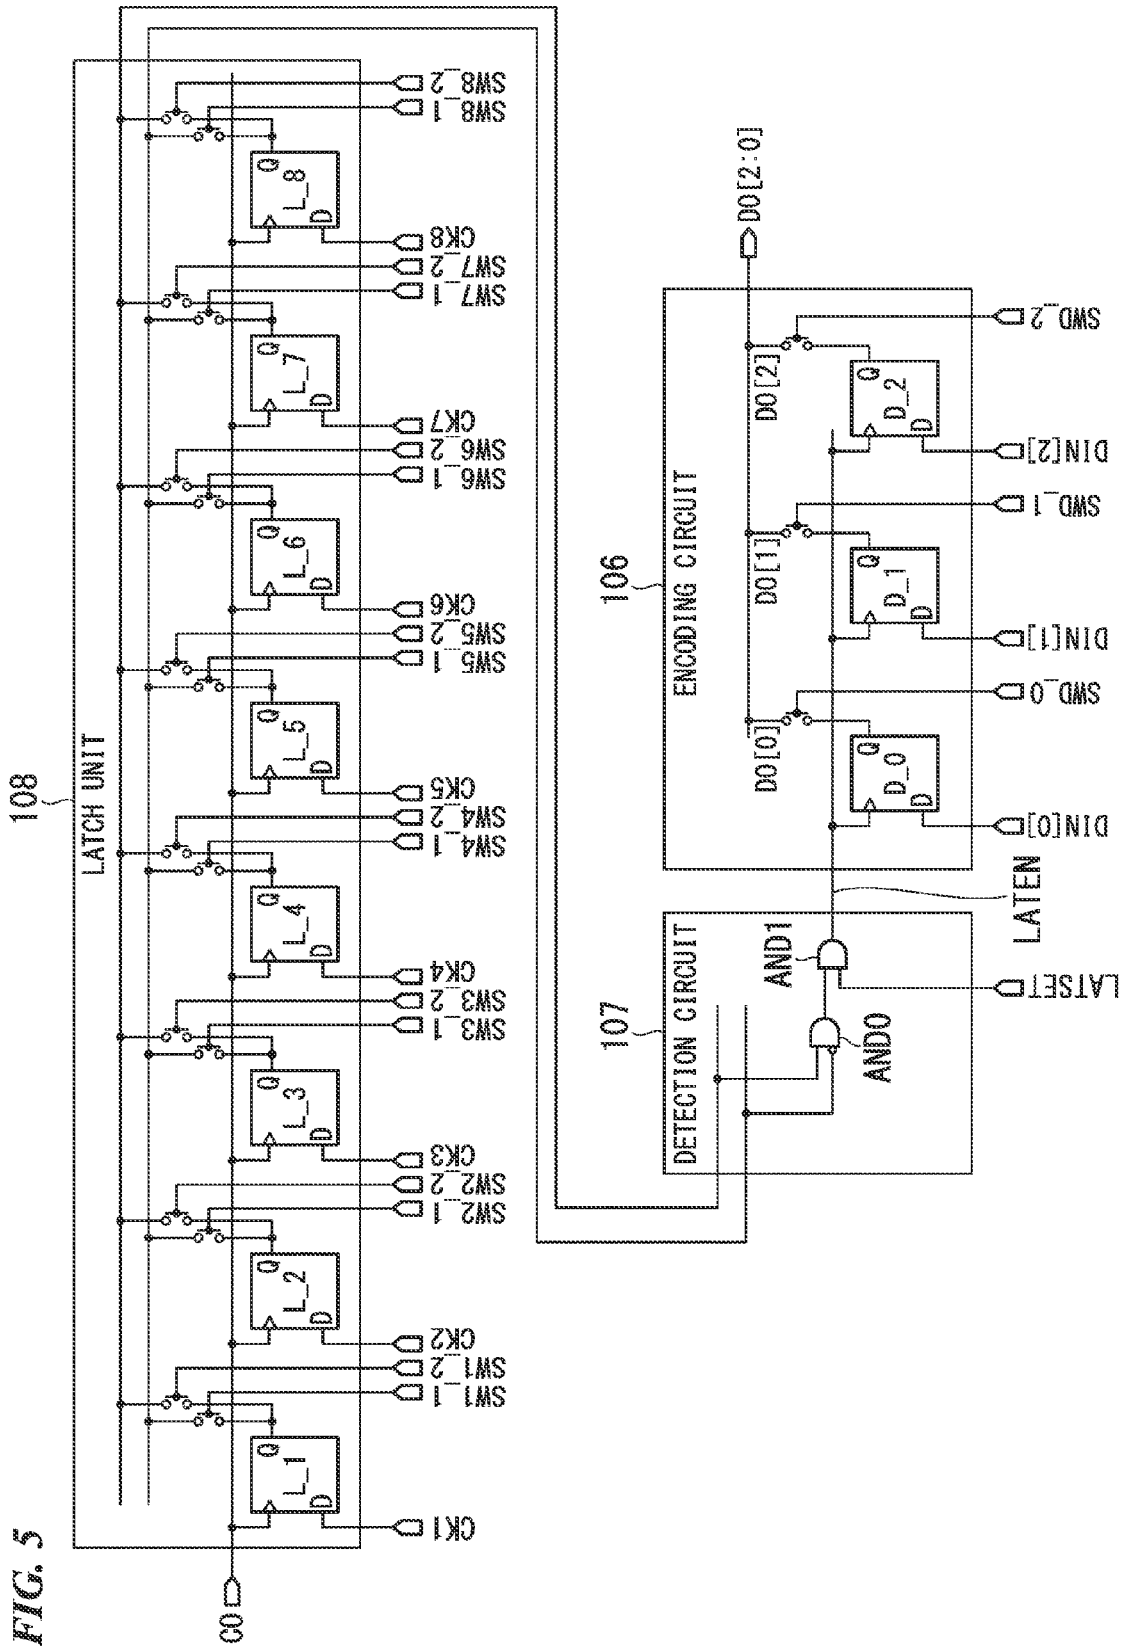 FIG. 5
108
LATCH UNIT
CO
L_1
Q
D
CK1
SW1_1
SW1_2
L_2
Q
D
CK2
SW2_1
SW2_2
L_3
Q
D
CK3
SW3_1
SW3_2
L_4
Q
D
CK4
SW4_1
SW4_2
L_5
Q
D
CK5
SW5_1
SW5_2
L_6
Q
D
CK6
SW6_1
SW6_2
L_7
Q
D
CK7
SW7_1
SW7_2
L_8
Q
D
CK8
SW8_1
SW8_2
107
DETECTION CIRCUIT
AND0
AND1
LATSET
LATEN
106
ENCODING CIRCUIT
DO[0]
D_0
Q
D
DIN[0]
SWD_0
DO[1]
D_1
Q
D
DIN[1]
SWD_1
DO[2]
D_2
Q
D
DIN[2]
SWD_2
DO[2:0]